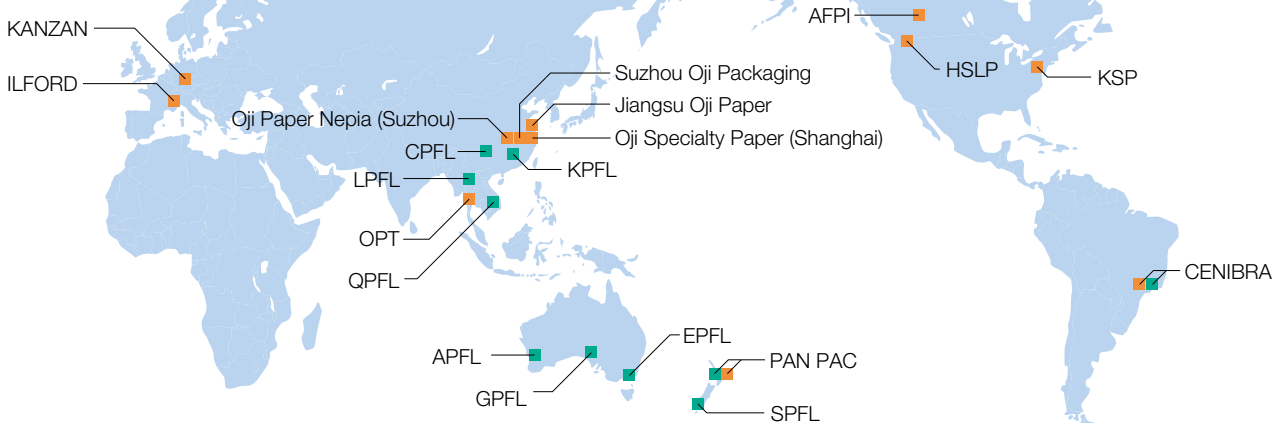 KANZAN
ILFORD
Oji Paper Nepia (Suzhou)
CPFL
LPFL
OPT
QPFL
Suzhou Oji Packaging
Jiangsu Oji Paper
Oji Specialty Paper (Shanghai)
KPFL
APFL
GPFL
EPFL
PAN PAC
SPFL
AFPI
HSLP
KSP
CENIBRA